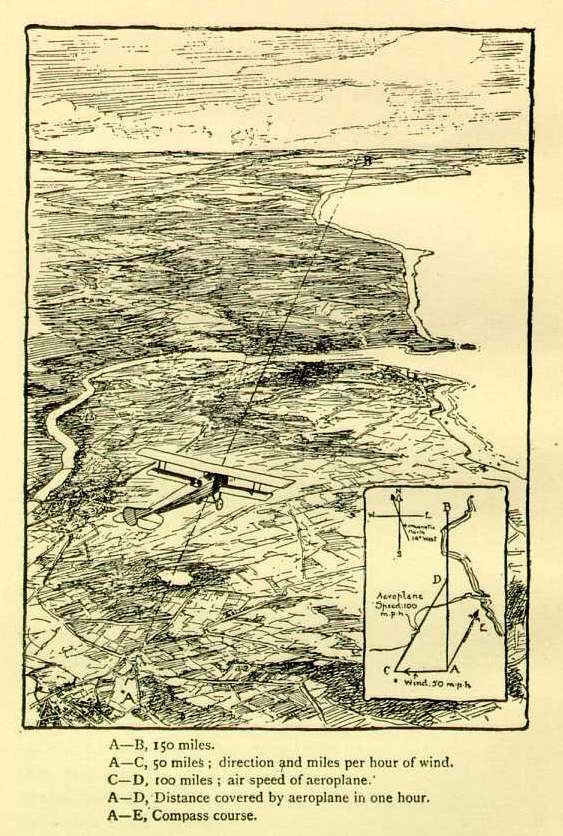 B
A
N
W
E
S
magnetic
north
14° west
B
D
Aeroplane
Speed:100
m.p.h
E
C
A
Wind. 50 m.p.h
A—B, 150 miles.
A—C, 50 miles ; direction and miles per hour of wind.
C—D, 100 miles ; air speed of aeroplane.
A—D, Distance covered by aeroplane in one hour.
A—E, Compass course.